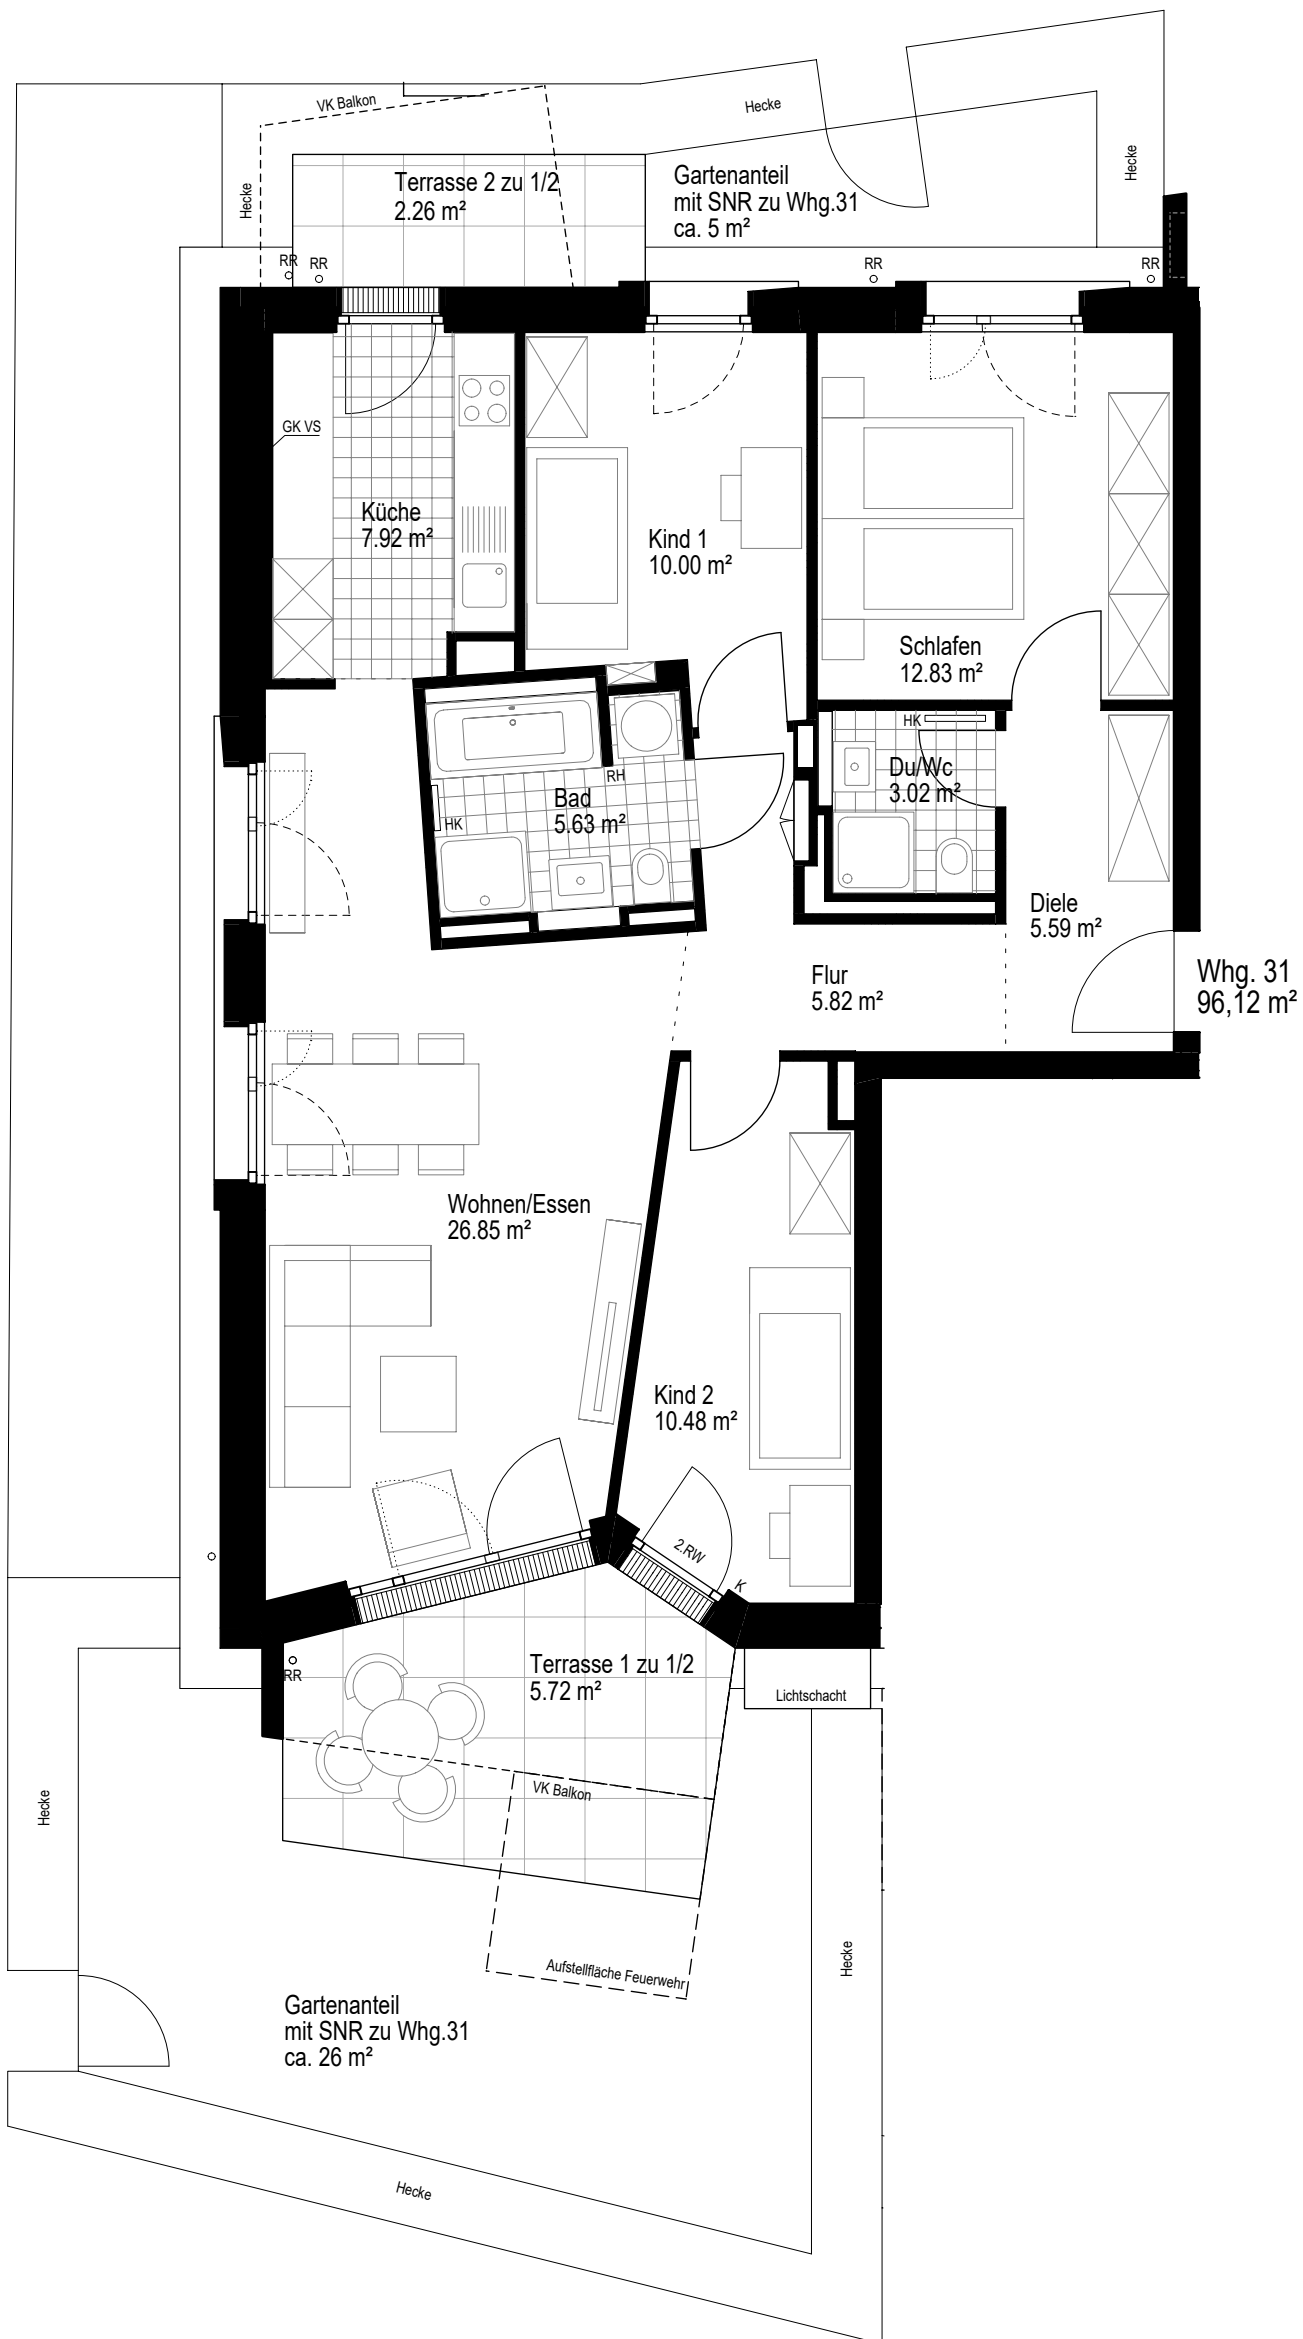 VK Balkon
Hecke
Hecke
Hecke
Terrasse 2 zu 1/2
2.26 m²
Gartenanteil
mit SNR zu Whg.31
ca. 5 m²
RR
RR
RR
RR
GK VS
Küche
7.92 m²
Kind 1
10.00 m²
Schlafen
12.83 m²
HK
Du/Wc
3.02 m²
RH
Bad
5.63 m²
HK
Diele
5.59 m²
Flur
5.82 m²
Whg. 31
96,12 m²
Wohnen/Essen
26.85 m²
Kind 2
10.48 m²
2.RW
K
RR
Terrasse 1 zu 1/2
5.72 m²
Lichtschacht
VK Balkon
Hecke
Hecke
Aufstellfläche Feuerwehr
Gartenanteil
mit SNR zu Whg.31
ca. 26 m²
Hecke